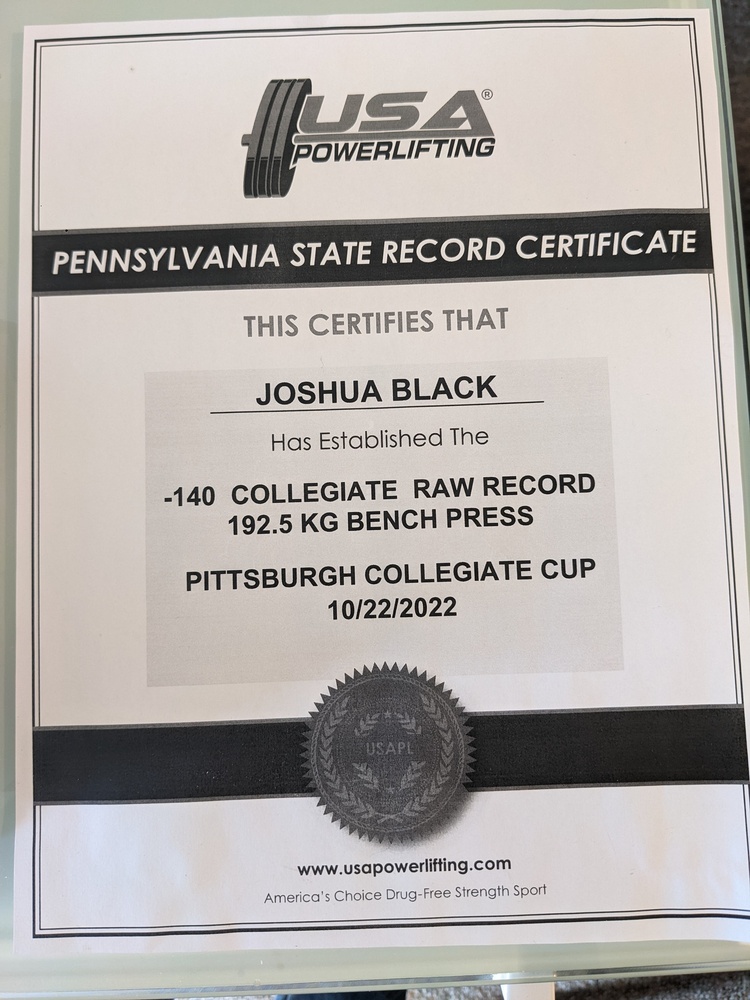 USA®
POWERLIFTING
PENNSYLVANIA STATE RECORD CERTIFICATE
THIS CERTIFIES THAT
JOSHUA BLACK
Has Established The
-140 COLLEGIATE RAW RECORD
192.5 KG BENCH PRESS
PITTSBURGH COLLEGIATE CUP
10/22/2022
USAPL
www.usapowerlifting.com
America's Choice Drug-Free Strength Sport